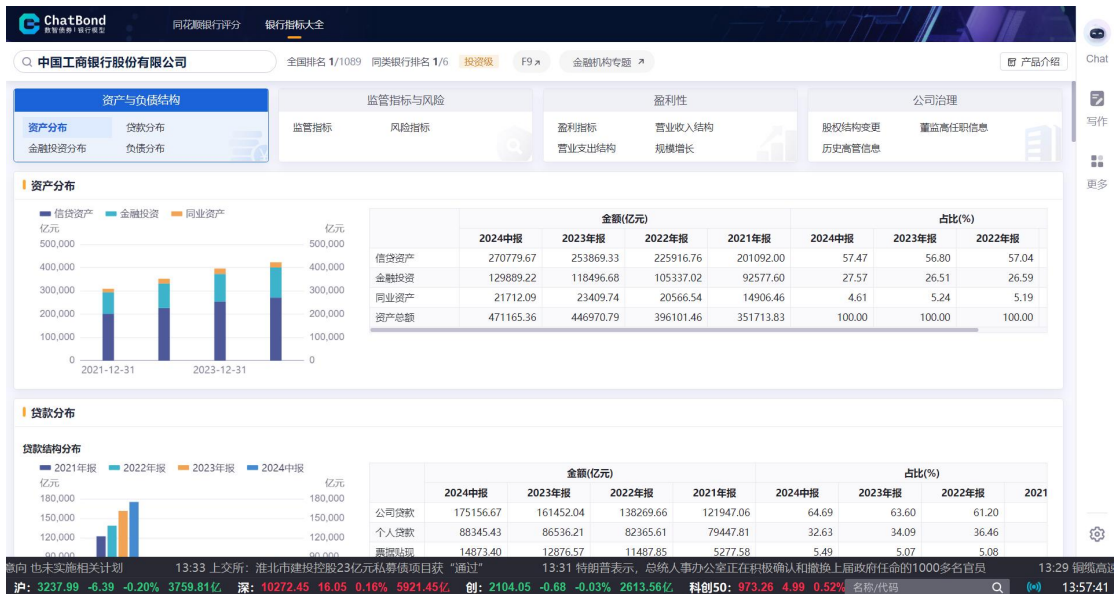 ChatBond
数智债券|银行模型
同花顺银行评分 银行指标大全
中国工商银行股份有限公司 全国排名 1/1089 同类银行排名 1/6 投资级 F9 金融机构专题 产品介绍
Chat
写作
更多
资产与负债结构 监管指标与风险 盈利性 公司治理
资产分布 贷款分布 监管指标 风险指标 盈利指标 营业收入结构 股权结构变更 董监高任职信息
金融投资分布 负债分布 营业支出结构 规模增长 历史高管信息
资产分布
信贷资产 金融投资 同业资产
亿元 亿元
500,000 500,000
400,000 400,000
300,000 300,000
200,000 200,000
100,000 100,000
0 0
2021-12-31 2023-12-31
金额(亿元) 占比(%)
2024中报 2023年报 2022年报 2021年报 2024中报 2023年报 2022年报
信贷资产 270779.67 253869.33 225916.76 201092.00 57.47 56.80 57.04
金融投资 129889.22 118496.68 105337.02 92577.60 27.57 26.51 26.59
同业资产 21712.09 23409.74 20566.54 14906.46 4.61 5.24 5.19
资产总额 471165.36 446970.79 396101.46 351713.83 100.00 100.00 100.00
贷款分布
贷款结构分布
2021年报 2022年报 2023年报 2024中报
亿元 亿元
180,000 180,000
150,000 150,000
120,000 120,000
90,000 90,000
金额(亿元) 占比(%)
2024中报 2023年报 2022年报 2021年报 2024中报 2023年报 2022年报 2021
公司贷款 175156.67 161452.04 138269.66 121947.06 64.69 63.60 61.20
个人贷款 88345.43 86536.21 82365.61 79447.81 32.63 34.09 36.46
票据贴现 14873.40 12876.57 11487.85 5277.58 5.49 5.07 5.08
意向 也未实施相关计划 13:33 上交所：淮北市建投控股23亿元私募债项目获“通过” 13:31 特朗普表示，总统人事办公室正在积极确认和撤换上届政府任命的1000多名官员 13:29 铜缆高速
沪: 3237.99 -6.39 -0.20% 3759.81亿 深: 10272.45 16.05 0.16% 5921.45亿 创: 2104.05 -0.68 -0.03% 2613.56亿 科创50: 973.26 4.99 0.52% 名称/代码 13:57:41